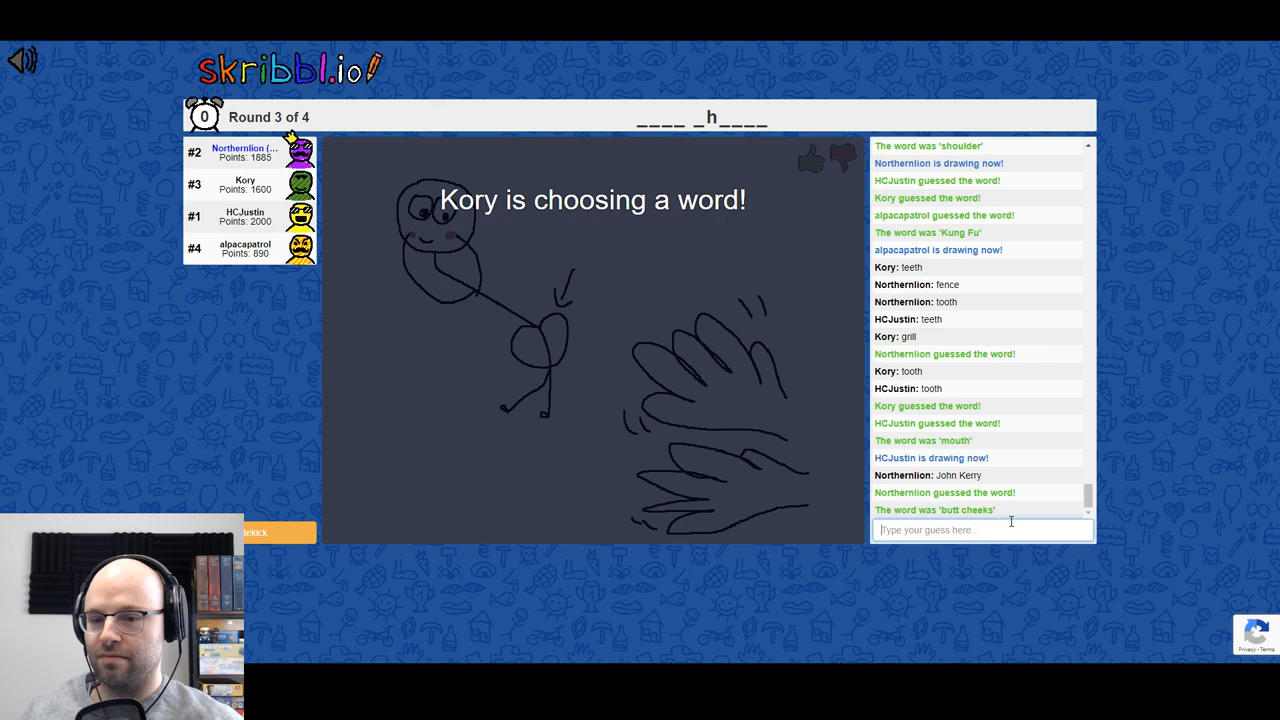 skribbl.io
0
Round 3 of 4
____ _h____
#2
Northernlion (...
Points: 1885
#3
Kory
Points: 1600
#1
HCJustin
Points: 2000
#4
alpacapatrol
Points: 890
Kory is choosing a word!
The word was 'shoulder'
Northernlion is drawing now!
HCJustin guessed the word!
Kory guessed the word!
alpacapatrol guessed the word!
The word was 'Kung Fu'
alpacapatrol is drawing now!
Kory: teeth
Northernlion: fence
Northernlion: tooth
HCJustin: teeth
Kory: grill
Northernlion guessed the word!
Kory: tooth
HCJustin: tooth
Kory guessed the word!
HCJustin guessed the word!
The word was 'mouth'
HCJustin is drawing now!
Northernlion: John Kerry
Northernlion guessed the word!
The word was 'butt cheeks'
Type your guess here...
Privacy - Terms